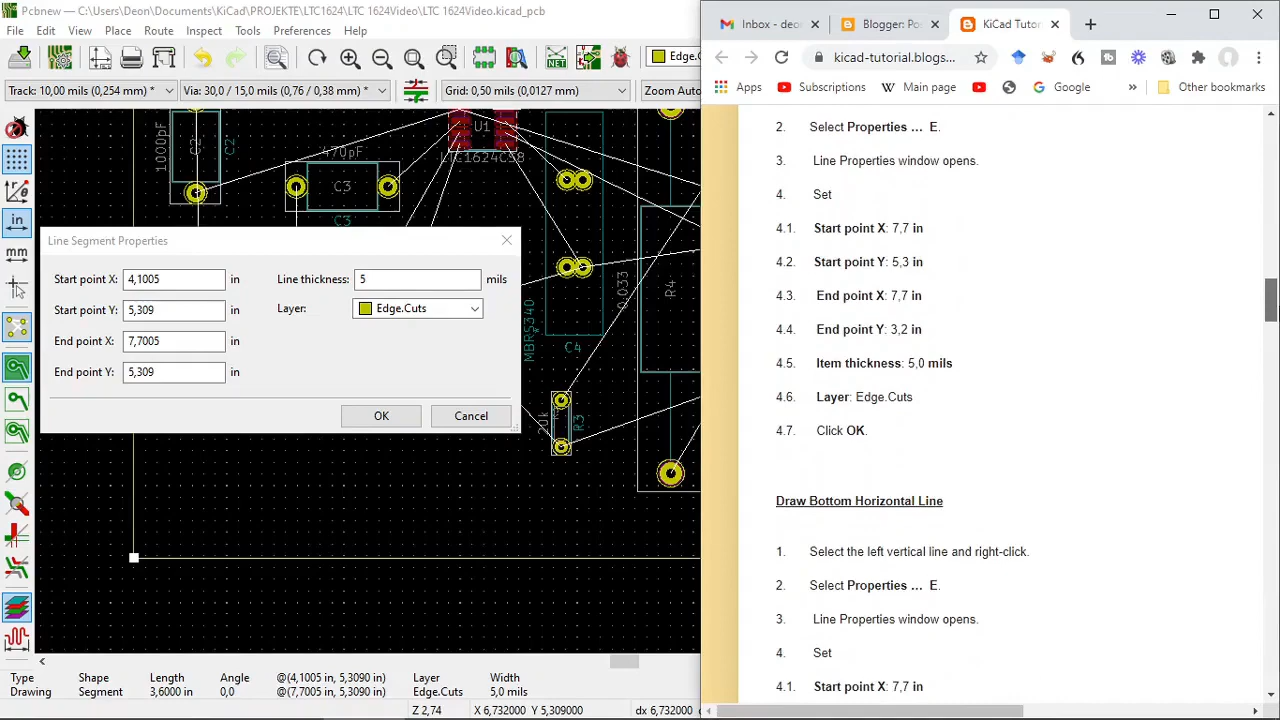 Pcbnew — C:\Users\Deon\Documents\KiCad\PROJEKTE\LTC1624\LTC 1624Video\LTC 1624Video.kicad_pcb
File Edit View Place Route Inspect Tools Preferences Help
Edge.C
Track: 10,00 mils (0,254 mm) *
Via: 30,0 / 15,0 mils (0,76 / 0,38 mm) *
Grid: 0,50 mils (0,0127 mm)
Zoom Auto
in
mm
NET
1000pF
C2
C2
470pF
C3
C3
U1
LTC1624CS8
MBRS340
C4
0,033
R4
20k
R3
Line Segment Properties
Start point X: 4,1005 in
Line thickness: 5 mils
Start point Y: 5,309 in
Layer: Edge.Cuts
End point X: 7,7005 in
End point Y: 5,309 in
OK
Cancel
Type Shape Length Angle @(4,1005 in, 5,3090 in) Layer Width
Drawing Segment 3,6000 in 0,0 @(7,7005 in, 5,3090 in) Edge.Cuts 5,0 mils
Z 2,74 X 6,732000 Y 5,309000 dx 6,732000
Inbox - deon
Blogger: Po
KiCad Tutor
kicad-tutorial.blogs...
Apps
Subscriptions
Main page
Google
»
Other bookmarks
2. Select Properties … E.
3. Line Properties window opens.
4. Set
4.1. Start point X: 7,7 in
4.2. Start point Y: 5,3 in
4.3. End point X: 7,7 in
4.4. End point Y: 3,2 in
4.5. Item thickness: 5,0 mils
4.6. Layer: Edge.Cuts
4.7. Click OK.
Draw Bottom Horizontal Line
1. Select the left vertical line and right-click.
2. Select Properties … E.
3. Line Properties window opens.
4. Set
4.1. Start point X: 7,7 in